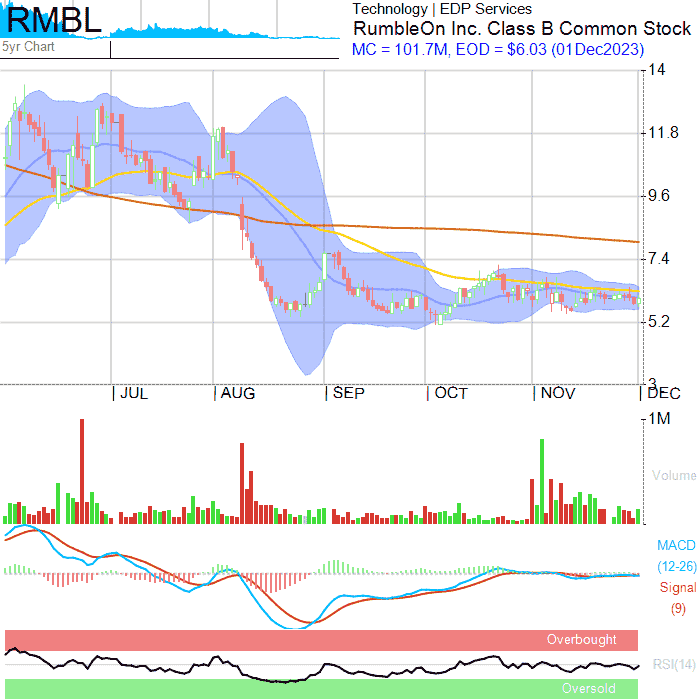 RMBL
Technology | EDP Services
RumbleOn Inc. Class B Common Stock
5yr Chart
MC = 101.7M, EOD = $6.03 (01Dec2023)
14
11.8
9.6
7.4
5.2
3
JUL
AUG
SEP
OCT
NOV
DEC
1M
Volume
MACD
(12-26)
Signal
(9)
Overbought
RSI(14)
Oversold